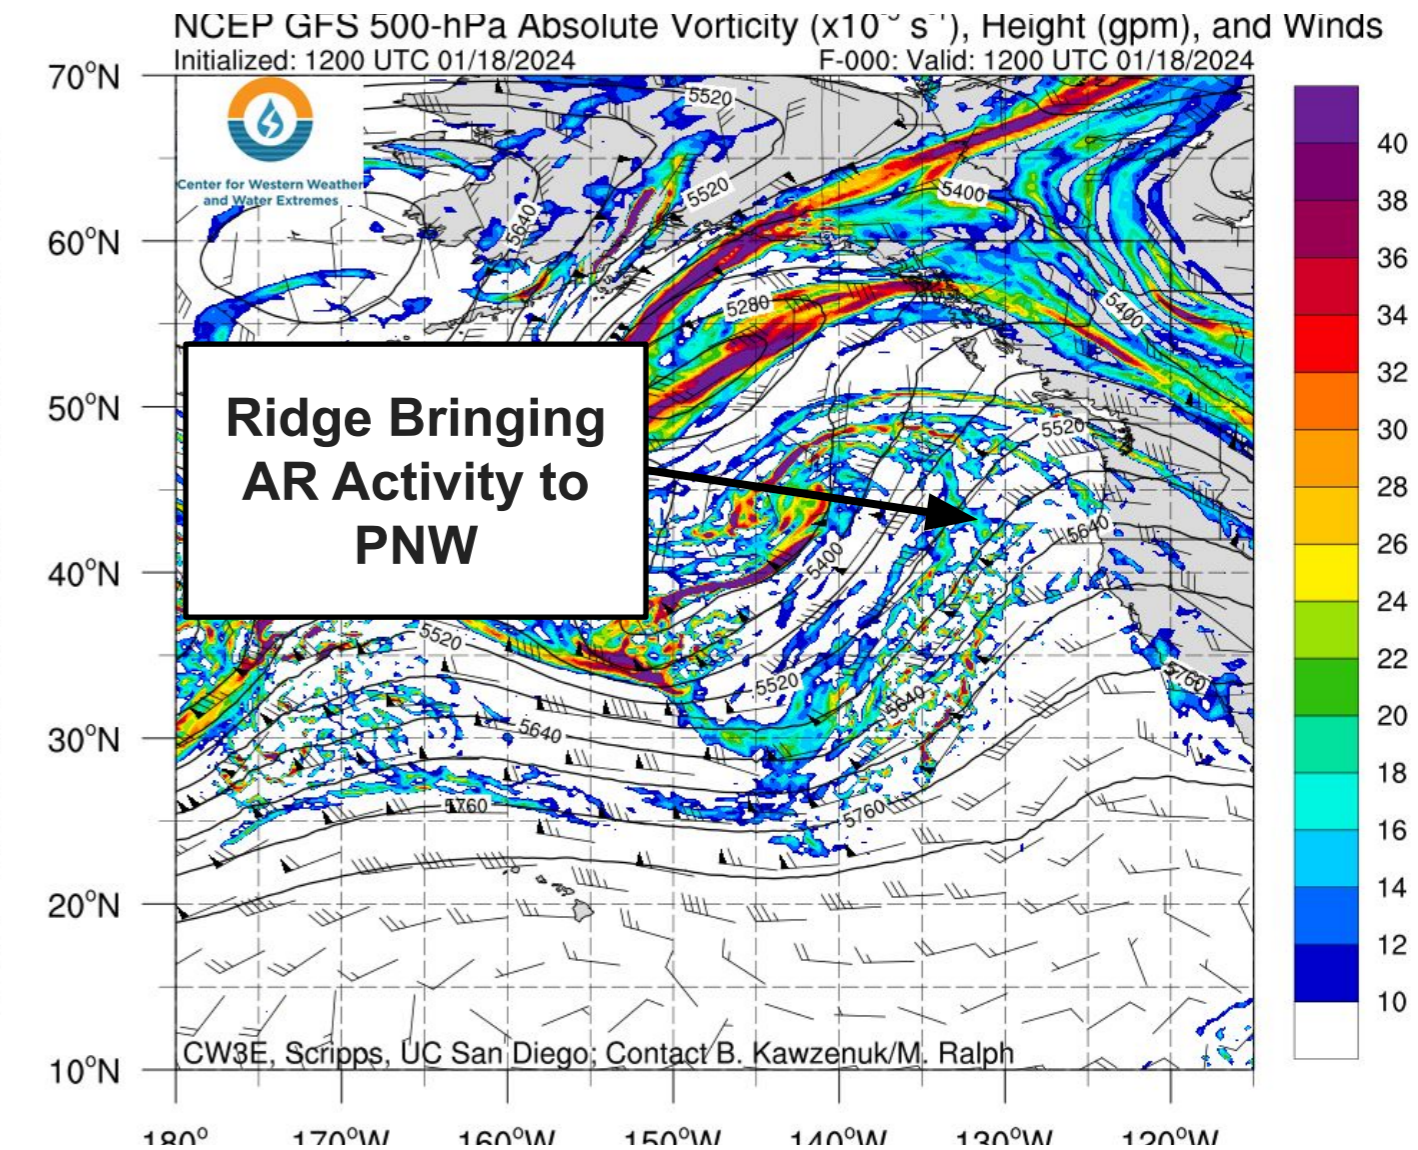 NCEP GFS 500-hPa Absolute Vorticity (x10⁻⁵ s⁻¹), Height (gpm), and Winds
Initialized: 1200 UTC 01/18/2024
F-000: Valid: 1200 UTC 01/18/2024
Center for Western Weather
and Water Extremes
70°N
60°N
50°N
40°N
30°N
20°N
10°N
5520
5520
5640
5400
5280
5400
5520
5640
5400
5520
5520
5640
5640
5760
5760
5760
Ridge Bringing
AR Activity to
PNW
CW3E, Scripps, UC San Diego; Contact B. Kawzenuk/M. Ralph
180°
170°W
160°W
150°W
140°W
130°W
120°W
40
38
36
34
32
30
28
26
24
22
20
18
16
14
12
10